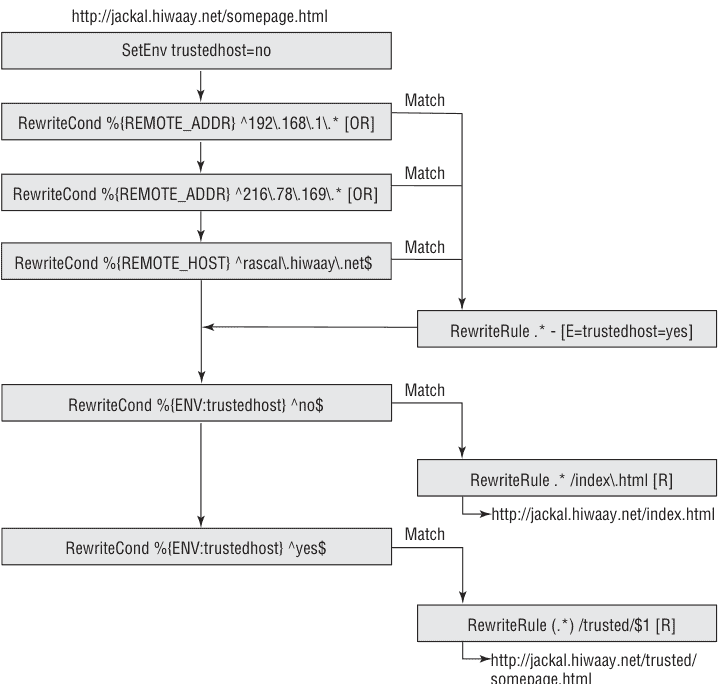 http://jackal.hiwaay.net/somepage.html
SetEnv trustedhost=no
Match
RewriteCond %{REMOTE_ADDR} ^192\.168\.1\.* [OR]
Match
RewriteCond %{REMOTE_ADDR} ^216\.78\.169\.* [OR]
Match
RewriteCond %{REMOTE_HOST} ^rascal\.hiwaay\.net$
RewriteRule .* - [E=trustedhost=yes]
Match
RewriteCond %{ENV:trustedhost} ^no$
RewriteRule .* /index\.html [R]
http://jackal.hiwaay.net/index.html
Match
RewriteCond %{ENV:trustedhost} ^yes$
RewriteRule (.*) /trusted/$1 [R]
http://jackal.hiwaay.net/trusted/
somepage.html